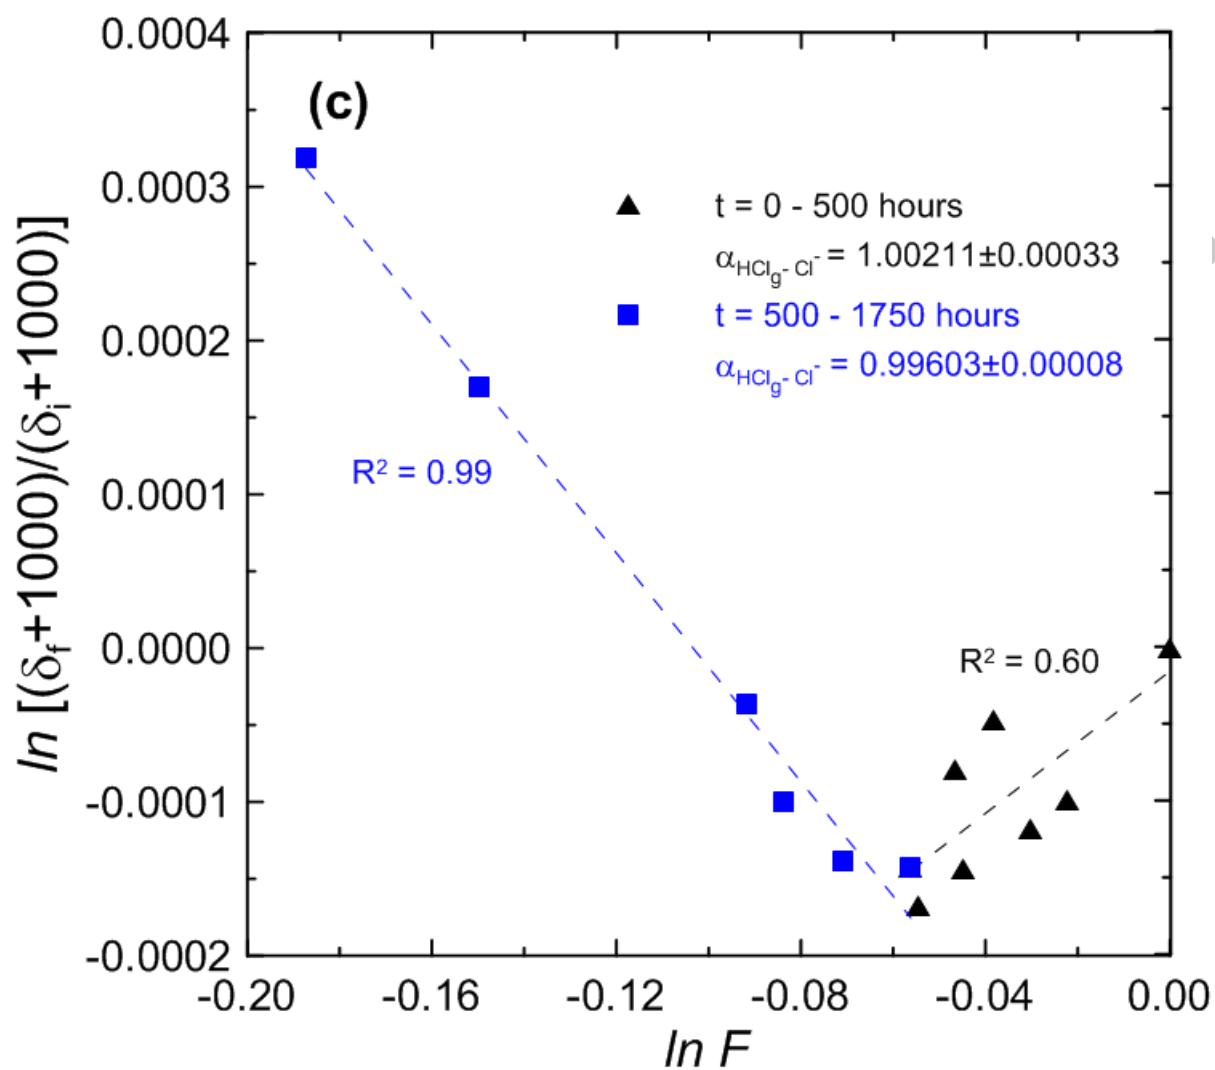 0.0004
(c)
0.0003
t = 0 - 500 hours
α_HCl_g - Cl⁻ = 1.00211±0.00033
t = 500 - 1750 hours
α_HCl_g - Cl⁻ = 0.99603±0.00008
0.0002
R² = 0.99
0.0001
0.0000
R² = 0.60
-0.0001
-0.0002
ln [(δf+1000)/(δi+1000)]
-0.20 -0.16 -0.12 -0.08 -0.04 0.00
ln F